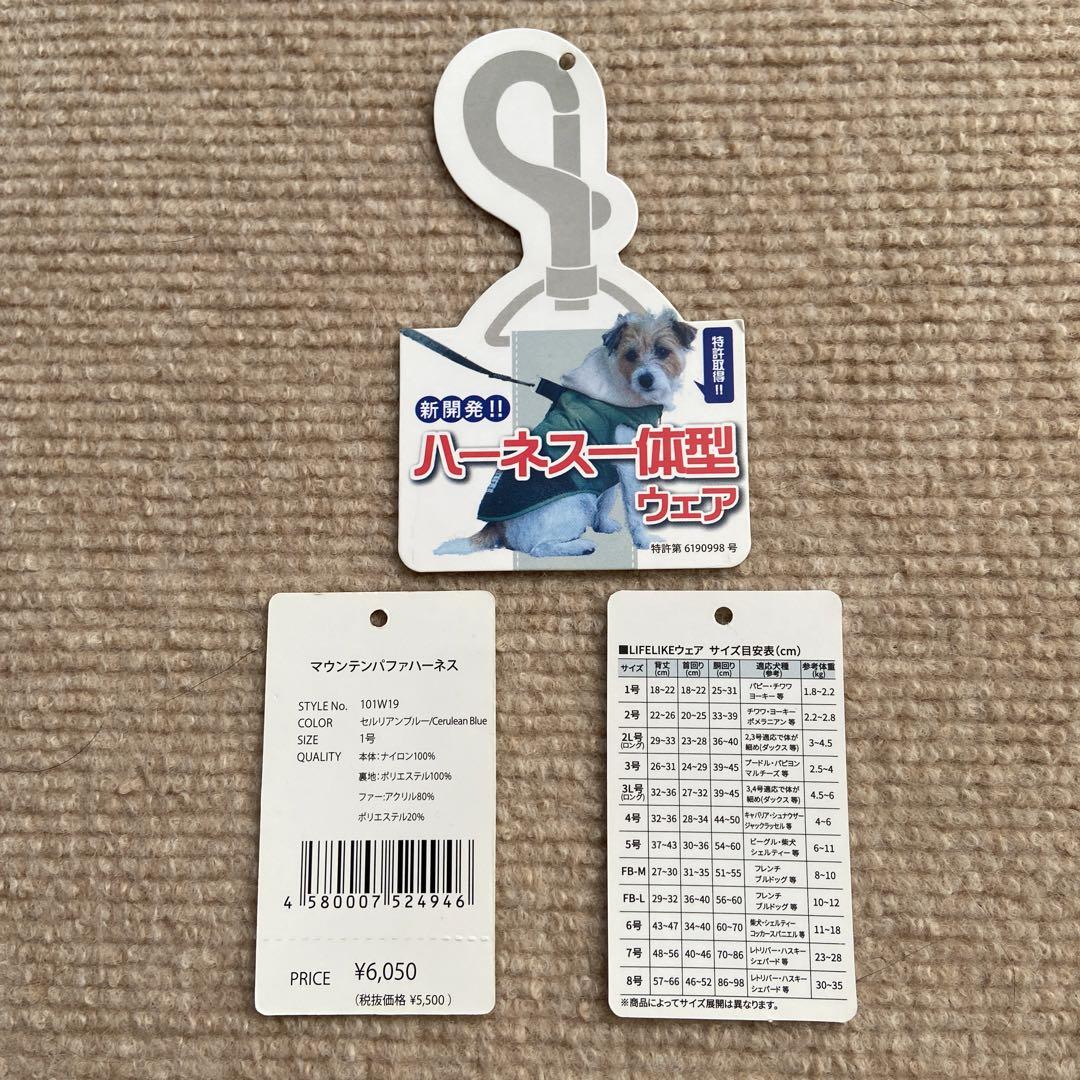 特許取得!!
新開発!!
ハーネス一体型
ウェア
特許第 6190998 号
マウンテンパファハーネス
STYLE No. 101W19
COLOR セルリアンブルー/Cerulean Blue
SIZE 1号
QUALITY 本体:ナイロン100%
裏地:ポリエステル100%
ファー:アクリル80%
ポリエステル20%
4 580007 524946
PRICE ¥6,050
(税抜価格 ¥5,500 )
■LIFELIKEウェア サイズ目安表(cm)
サイズ 背丈(cm) 首回り(cm) 胴回り(cm) 適応犬種(参考) 参考体重(kg)
1号 18~22 18~22 25~31 パピー・チワワ ヨーキー 等 1.8~2.2
2号 22~26 20~25 33~39 チワワ・ヨーキー ポメラニアン 等 2.2~2.8
2L号(ロング) 29~33 23~28 36~40 2,3号適応で体が細め(ダックス 等) 3~4.5
3号 26~31 24~29 39~45 プードル・パピヨン マルチーズ 等 2.5~4
3L号(ロング) 32~36 27~32 39~45 3,4号適応で体が細め(ダックス 等) 4.5~6
4号 32~36 28~34 44~50 キャバリア・シュナウザー ジャックラッセル 等 4~6
5号 37~43 30~36 54~60 ビーグル・柴犬 シェルティー 等 6~11
FB-M 27~30 31~35 51~55 フレンチ ブルドッグ 等 8~10
FB-L 29~32 36~40 56~60 フレンチ ブルドッグ 等 10~12
6号 43~47 34~40 60~70 柴犬・シェルティー コッカースパニエル 等 11~18
7号 48~56 40~46 70~86 レトリバー・ハスキー シェパード 等 23~28
8号 57~66 46~52 86~98 レトリバー・ハスキー シェパード 等 30~35
※商品によってサイズ展開は異なります。